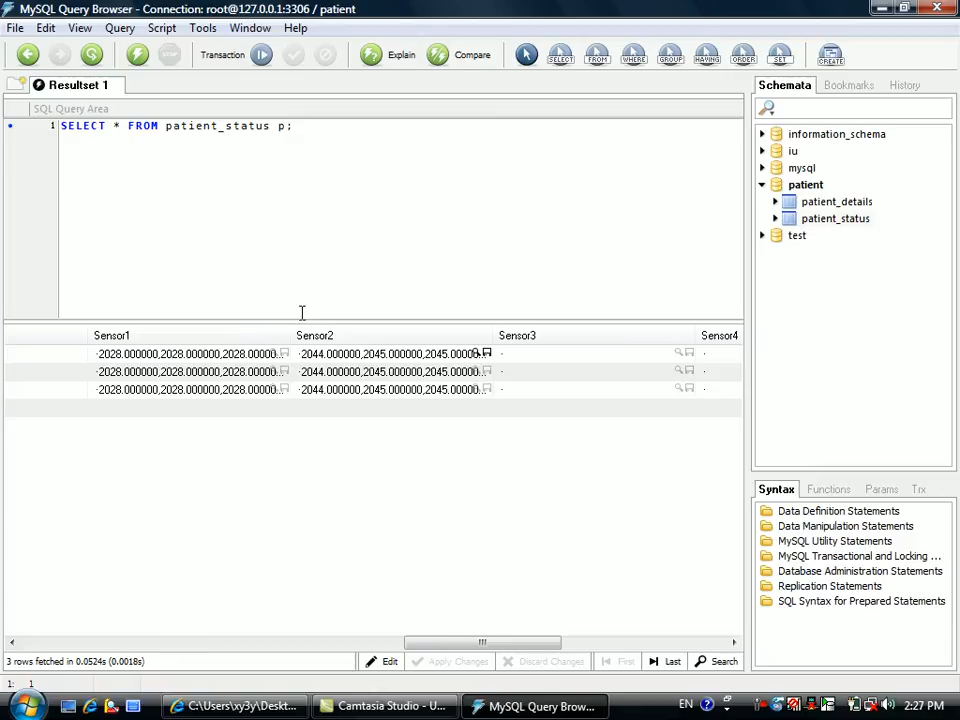 MySQL Query Browser - Connection: root@127.0.0.1:3306 / patient
File Edit View Query Script Tools Window Help
Transaction Explain Compare SELECT FROM WHERE GROUP HAVING ORDER SET CREATE
Resultset 1
SQL Query Area
1 SELECT * FROM patient_status p;
Sensor1 Sensor2 Sensor3 Sensor4
2028.000000,2028.000000,2028.00000... 2044.000000,2045.000000,2045.00000...
2028.000000,2028.000000,2028.00000... 2044.000000,2045.000000,2045.00000...
2028.000000,2028.000000,2028.00000... 2044.000000,2045.000000,2045.00000...
3 rows fetched in 0.0524s (0.0018s) Edit Apply Changes Discard Changes First Last Search
1: 1
Schemata Bookmarks History
information_schema
iu
mysql
patient
patient_details
patient_status
test
Syntax Functions Params Trx
Data Definition Statements
Data Manipulation Statements
MySQL Utility Statements
MySQL Transactional and Locking ...
Database Administration Statements
Replication Statements
SQL Syntax for Prepared Statements
C:\Users\xy3y\Deskt... Camtasia Studio - U... MySQL Query Brow... EN 2:27 PM